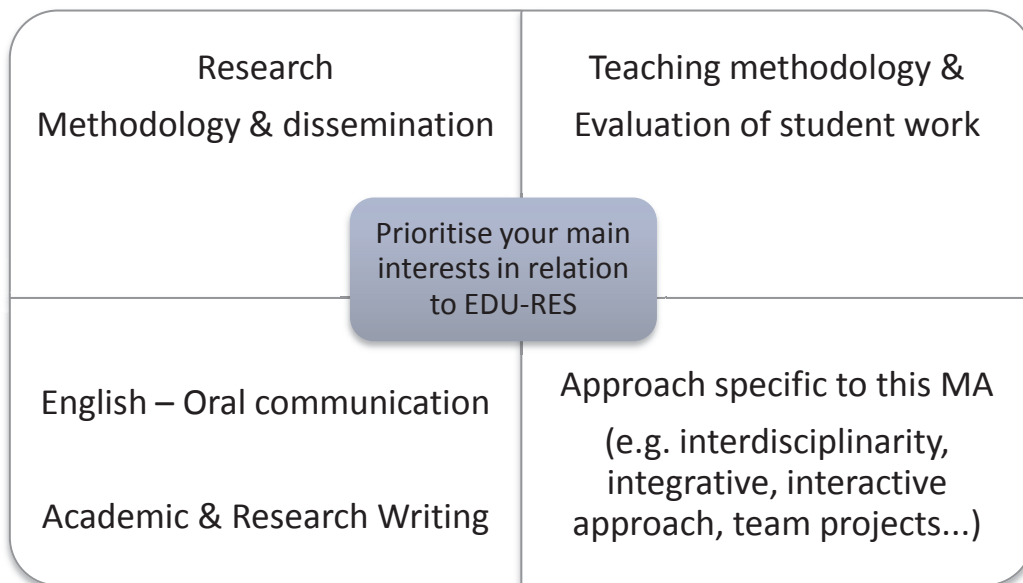 Research
Methodology & dissemination
Teaching methodology &
Evaluation of student work
Prioritise your main
interests in relation
to EDU-RES
English – Oral communication
Academic & Research Writing
Approach specific to this MA
(e.g. interdisciplinarity,
integrative, interactive
approach, team projects...)